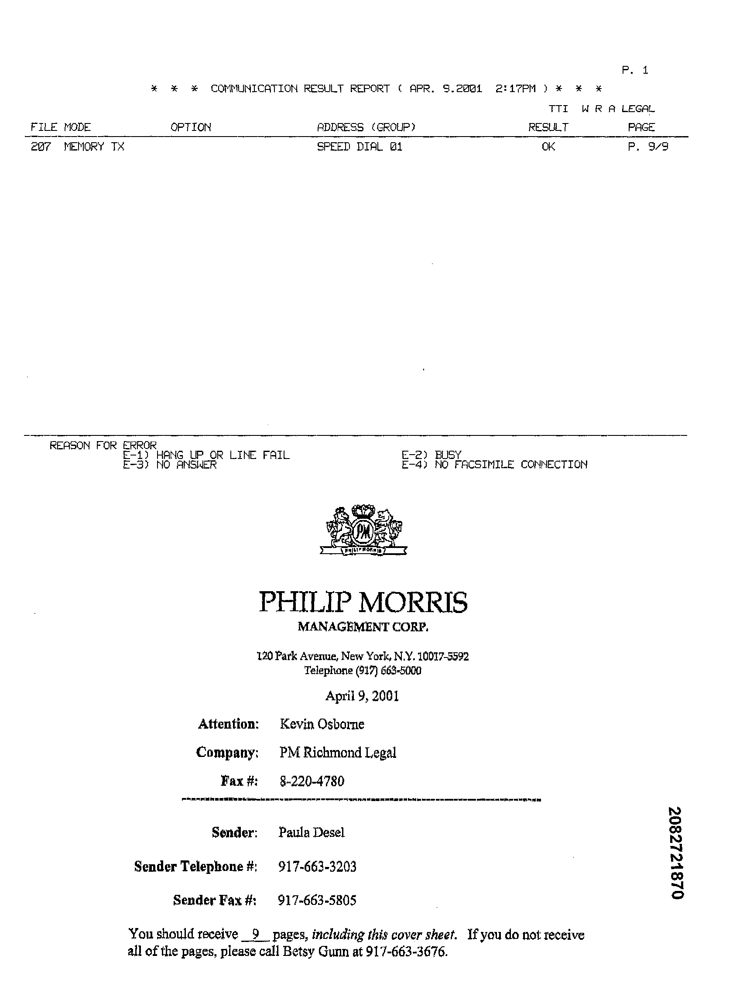 P. 1
* * * COMMUNICATION RESULT REPORT ( APR. 9.2001 2:17PM ) * * *
TTI W R A LEGAL
FILE MODE OPTION ADDRESS (GROUP) RESULT PAGE
207 MEMORY TX SPEED DIAL 01 OK P. 9/9
REASON FOR ERROR
E-1) HANG UP OR LINE FAIL E-2) BUSY
E-3) NO ANSWER E-4) NO FACSIMILE CONNECTION
PM
PHILIP MORRIS
PHILIP MORRIS
MANAGEMENT CORP.
120 Park Avenue, New York, N.Y. 10017-5592
Telephone (917) 663-5000
April 9, 2001
Attention: Kevin Osborne
Company: PM Richmond Legal
Fax #: 8-220-4780
Sender: Paula Desel
Sender Telephone #: 917-663-3203
Sender Fax #: 917-663-5805
You should receive 9 pages, including this cover sheet. If you do not receive
all of the pages, please call Betsy Gunn at 917-663-3676.
2082721870